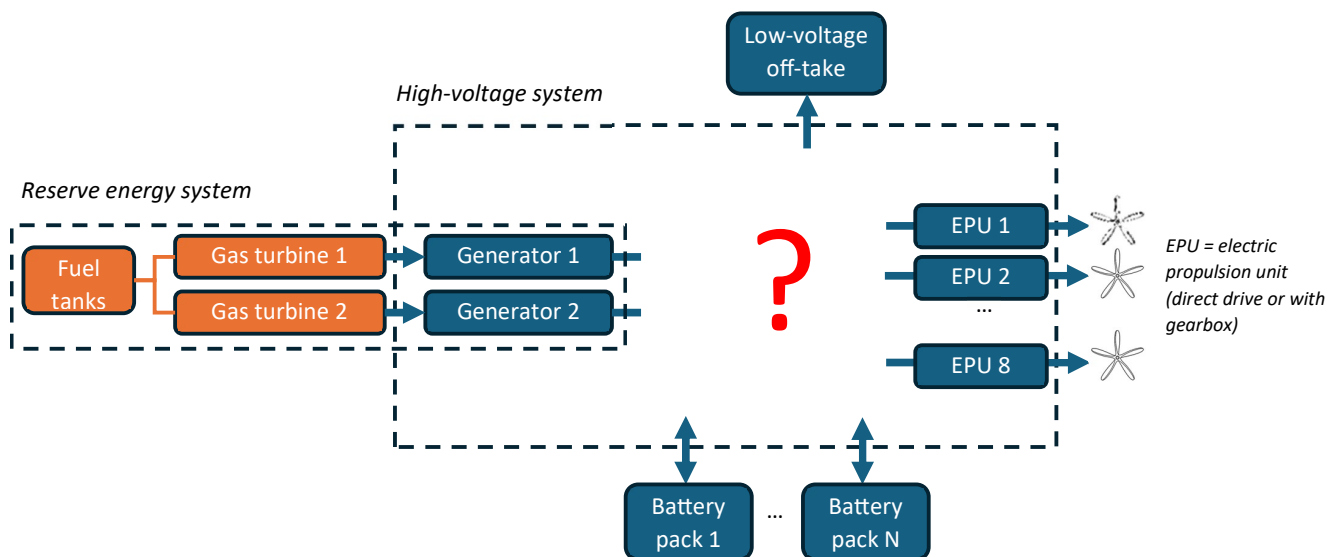 Low-voltage
off-take
High-voltage system
Reserve energy system
Fuel
tanks
Gas turbine 1
Generator 1
Gas turbine 2
Generator 2
?
EPU 1
EPU 2
...
EPU 8
EPU = electric
propulsion unit
(direct drive or with
gearbox)
Battery
pack 1
...
Battery
pack N